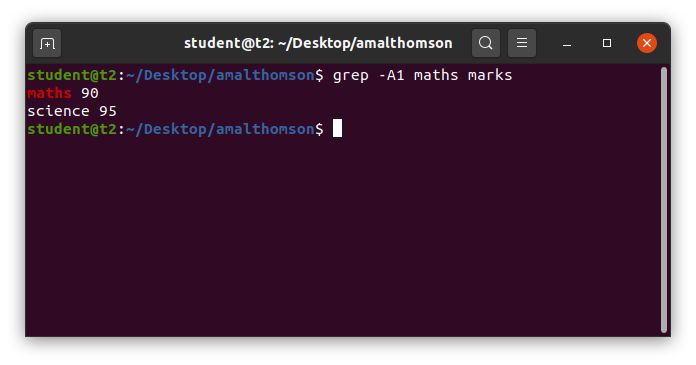 student@t2: ~/Desktop/amalthomson
student@t2:~/Desktop/amalthomson$ grep -A1 maths marks
maths 90
science 95
student@t2:~/Desktop/amalthomson$